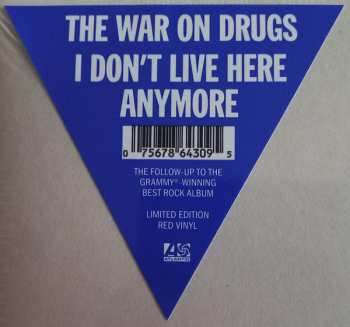 THE WAR ON DRUGS
I DON'T LIVE HERE
ANYMORE
0 75678 64309 5
THE FOLLOW-UP TO THE
GRAMMY®-WINNING
BEST ROCK ALBUM
LIMITED EDITION
RED VINYL
ATLANTIC